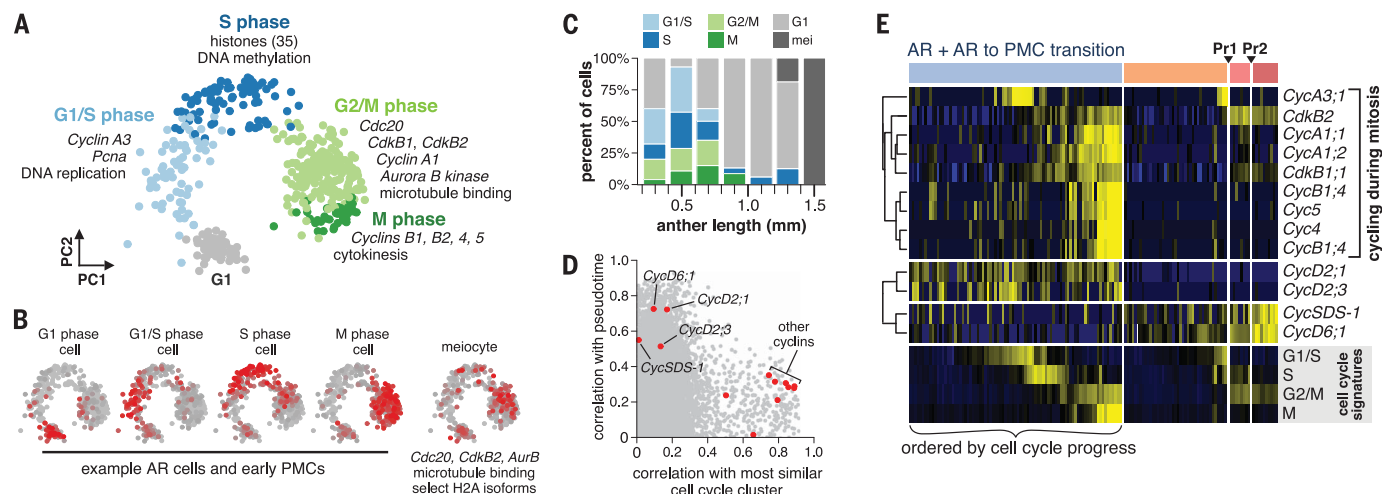 A
S phase
histones (35)
DNA methylation
G1/S phase
Cyclin A3
Pcna
DNA replication
G2/M phase
Cdc20
CdkB1, CdkB2
Cyclin A1
Aurora B kinase
microtubule binding
M phase
Cyclins B1, B2, 4, 5
cytokinesis
PC2
PC1
G1
B
G1 phase
cell
G1/S phase
cell
S phase
cell
M phase
cell
meiocyte
example AR cells and early PMCs
Cdc20, CdkB2, AurB
microtubule binding
select H2A isoforms
C
G1/S
G2/M
G1
S
M
mei
percent of cells
100%
75%
50%
25%
0%
0.5
1.0
1.5
anther length (mm)
D
correlation with pseudotime
1.0
0.8
0.6
0.4
0.2
0
CycD6;1
CycD2;1
CycD2;3
CycSDS-1
other
cyclins
0
0.2
0.4
0.6
0.8
1.0
correlation with most similar
cell cycle cluster
E
AR + AR to PMC transition
Pr1
Pr2
CycA3;1
CdkB2
CycA1;1
CycA1;2
CdkB1;1
CycB1;4
Cyc5
Cyc4
CycB1;4
cycling during mitosis
CycD2;1
CycD2;3
CycSDS-1
CycD6;1
G1/S
S
G2/M
M
cell cycle
signatures
ordered by cell cycle progress